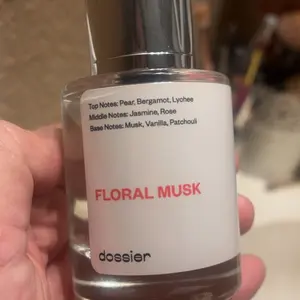 Top Notes: Pear, Bergamot, Lychee
Middle Notes: Jasmine, Rose
Base Notes: Musk, Vanilla, Patchouli
FLORAL MUSK
dossier